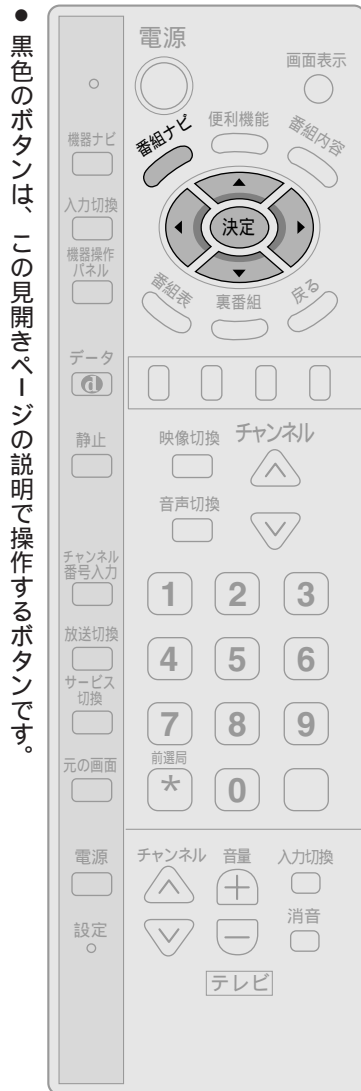 ● 黒色のボタンは、この見開きページの説明で操作するボタンです。
電源
画面表示
機器ナビ
番組ナビ
便利機能
番組内容
入力切換
決定
機器操作
パネル
番組表
裏番組
戻る
データ
d
静止
映像切換
チャンネル
音声切換
チャンネル
番号入力
1 2 3
放送切換
4 5 6
サービス
切換
7 8 9
元の画面
前選局
* 0
電源
チャンネル
音量
入力切換
+
設定
消音
−
テレビ